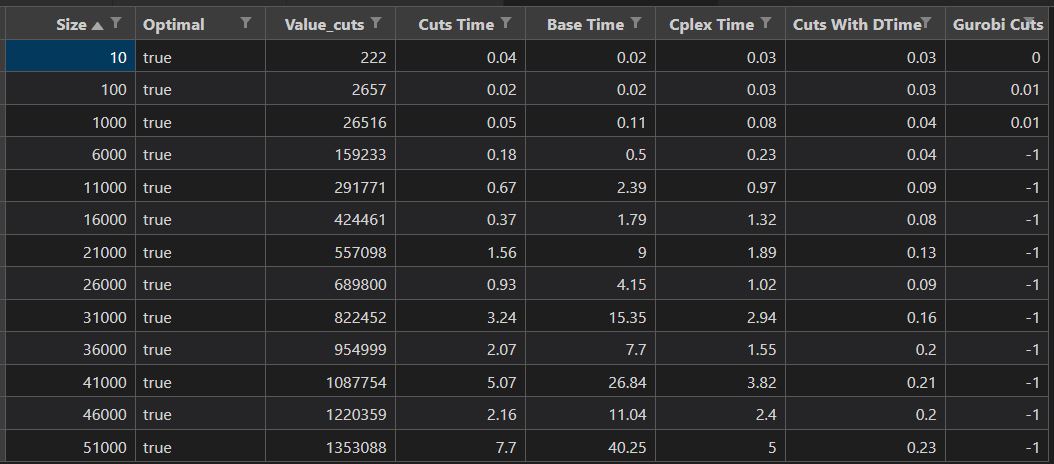 Size Optimal Value_cuts Cuts Time Base Time Cplex Time Cuts With DTime Gurobi Cuts
10 true 222 0.04 0.02 0.03 0.03 0
100 true 2657 0.02 0.02 0.03 0.03 0.01
1000 true 26516 0.05 0.11 0.08 0.04 0.01
6000 true 159233 0.18 0.5 0.23 0.04 -1
11000 true 291771 0.67 2.39 0.97 0.09 -1
16000 true 424461 0.37 1.79 1.32 0.08 -1
21000 true 557098 1.56 9 1.89 0.13 -1
26000 true 689800 0.93 4.15 1.02 0.09 -1
31000 true 822452 3.24 15.35 2.94 0.16 -1
36000 true 954999 2.07 7.7 1.55 0.2 -1
41000 true 1087754 5.07 26.84 3.82 0.21 -1
46000 true 1220359 2.16 11.04 2.4 0.2 -1
51000 true 1353088 7.7 40.25 5 0.23 -1